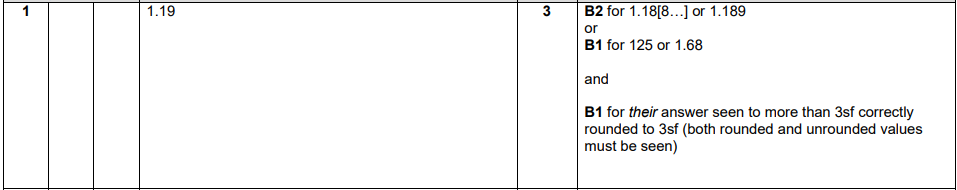 1 1.19 3 B2 for 1.18[8…] or 1.189
or
B1 for 125 or 1.68
and
B1 for their answer seen to more than 3sf correctly
rounded to 3sf (both rounded and unrounded values
must be seen)